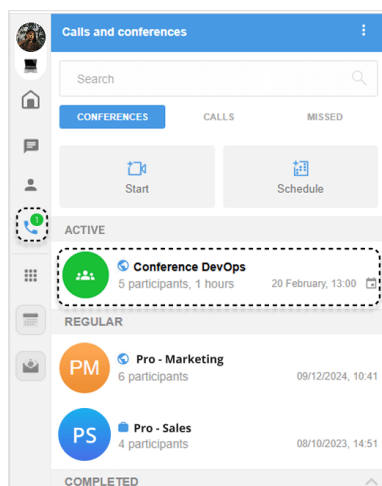 Calls and conferences
Search
CONFERENCES CALLS MISSED
Start Schedule
1
ACTIVE
Conference DevOps
5 participants, 1 hours 20 February, 13:00
REGULAR
PM Pro - Marketing
6 participants 09/12/2024, 10:41
PS Pro - Sales
4 participants 08/10/2023, 14:51
COMPLETED